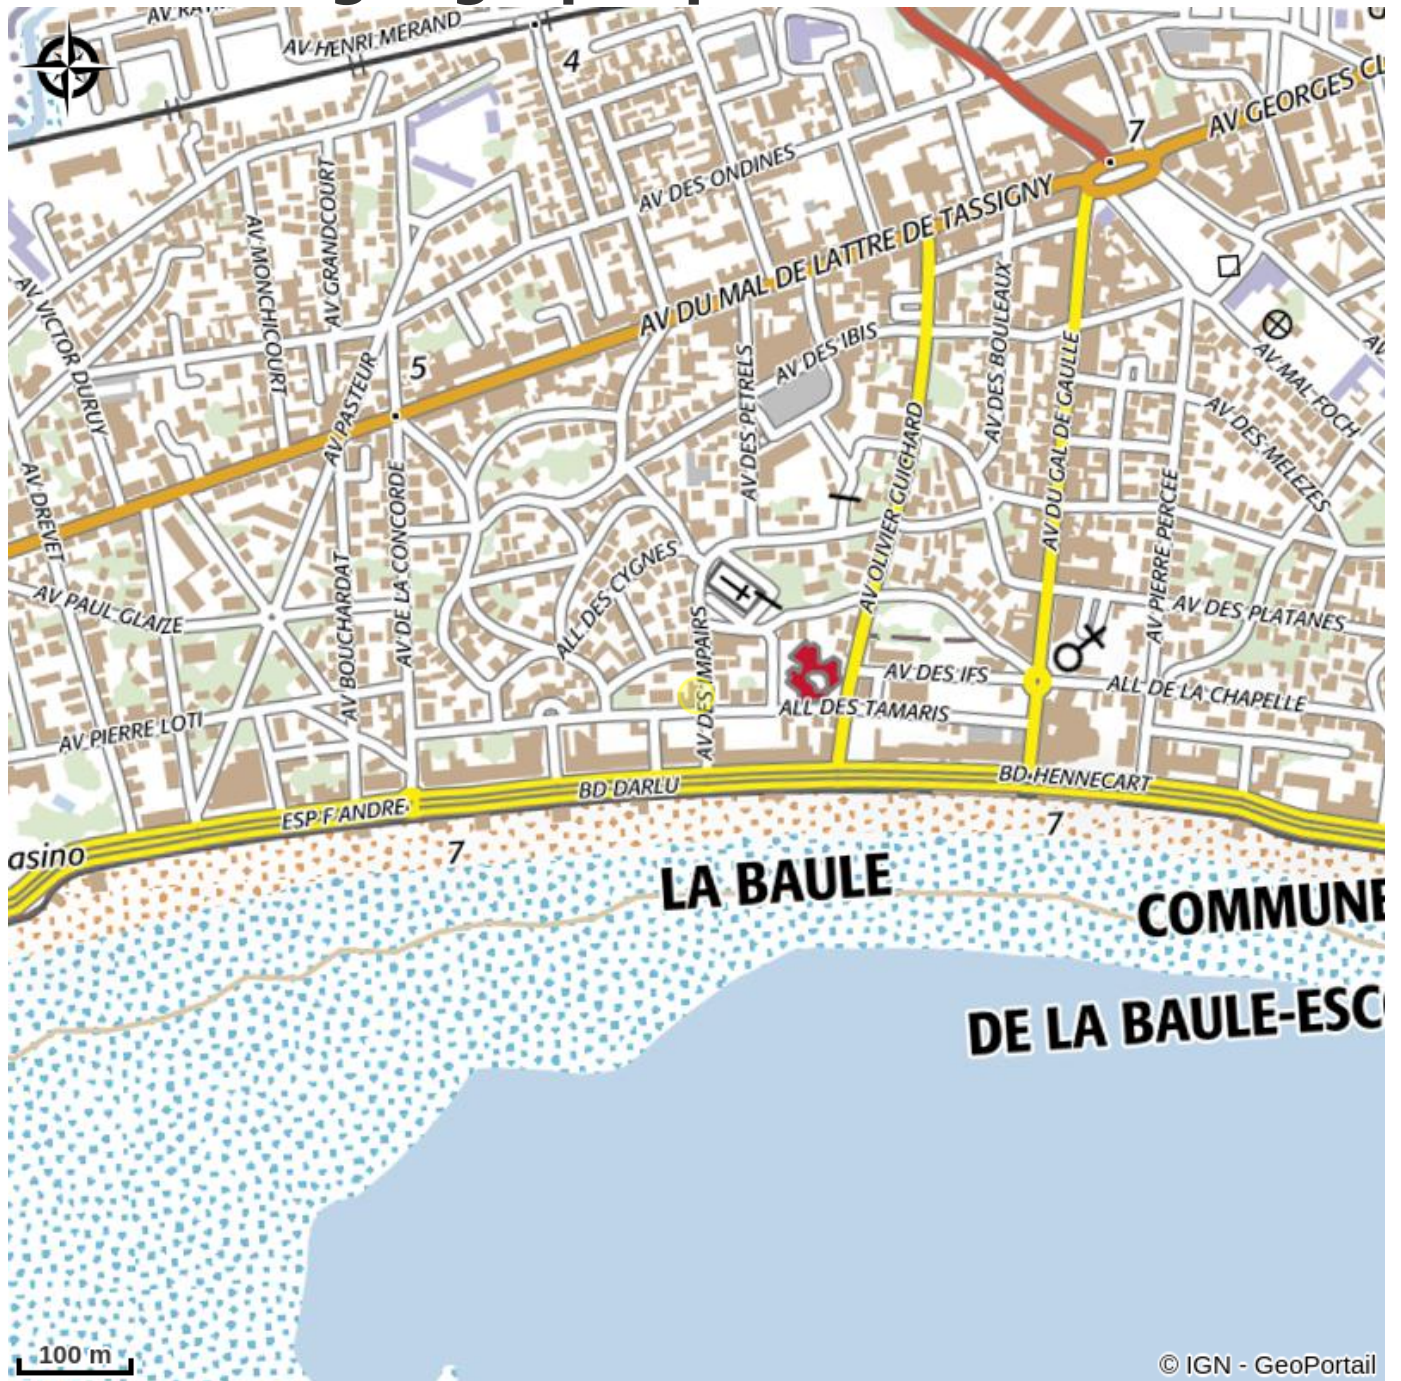 AV HENRI MERAND
4
7
AV GEORGES CL
AV DES ONDINES
AV GRANDCOURT
AV MONCHICOURT
AV DU MAL DE LATTRE DE TASSIGNY
AV VICTOR DURUY
AV DES BOULEAUX
AV DES IBIS
AV DES PETRELS
AV PASTEUR
5
AV DU GAL DE GAULLE
AV MAL FOCH
AV
AV DES MELEZES
AV OLIVIER GUICHARD
AV DREVET
AV DE LA CONCORDE
AV BOUCHARDAT
AV PIERRE PERCEE
ALL DES CYGNES
AV PAUL GLAIZE
AV DES PLATANES
AV DES IMPAIRS
AV DES IFS
ALL DE LA CHAPELLE
ALL DES TAMARIS
AV PIERRE LOTI
BD DARLU
BD HENNECART
ESP F ANDRE
asino
7
7
LA BAULE
COMMUNE
DE LA BAULE-ESC
100 m
© IGN - GeoPortail